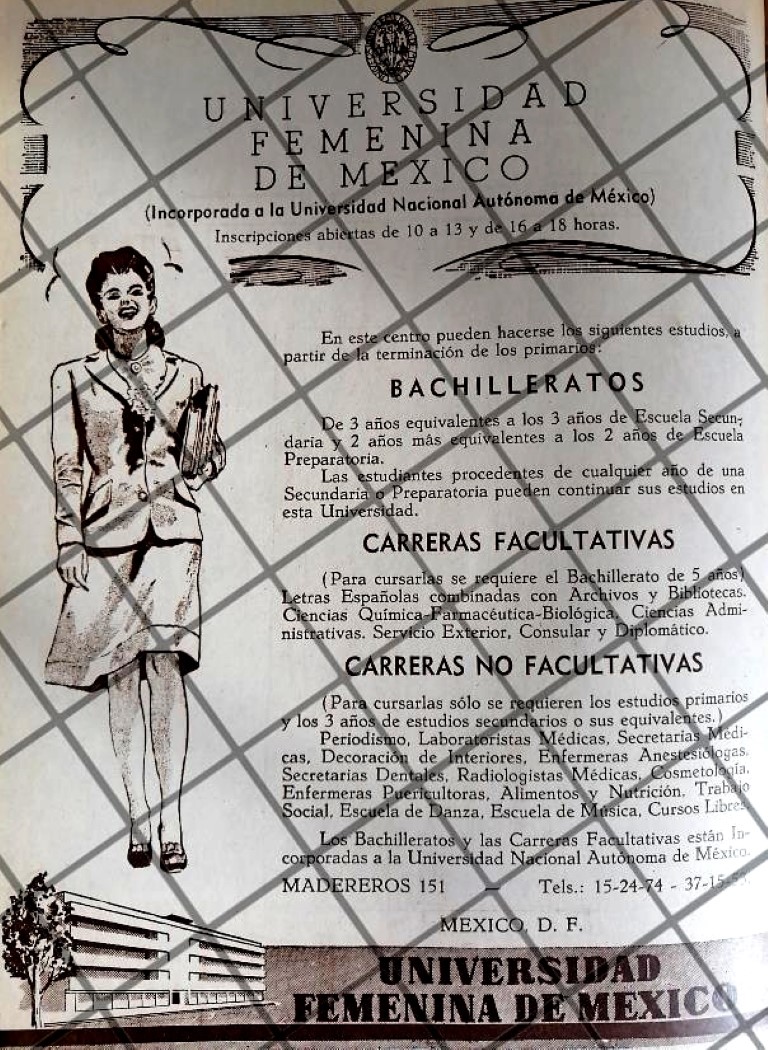 UNIVERSIDAD
FEMENINA
DE MEXICO
(Incorporada a la Universidad Nacional Autónoma de México)
Inscripciones abiertas de 10 a 13 y de 16 a 18 horas.
En este centro pueden hacerse los siguientes estudios, a
partir de la terminación de los primarios:
BACHILLERATOS
De 3 años equivalentes a los 3 años de Escuela Secun-
daria y 2 años más equivalentes a los 2 años de Escuela
Preparatoria.
Las estudiantes procedentes de cualquier año de una
Secundaria o Preparatoria pueden continuar sus estudios en
esta Universidad.
CARRERAS FACULTATIVAS
(Para cursarlas se requiere el Bachillerato de 5 años)
Letras Españolas combinadas con Archivos y Bibliotecas.
Ciencias Química-Farmacéutica-Biológica, Ciencias Admi-
nistrativas. Servicio Exterior, Consular y Diplomático.
CARRERAS NO FACULTATIVAS
(Para cursarlas sólo se requieren los estudios primarios
y los 3 años de estudios secundarios o sus equivalentes.)
Periodismo, Laboratoristas Médicas, Secretarias Médi-
cas, Decoración de Interiores, Enfermeras Anestesiólogas,
Secretarias Dentales, Radiologistas Médicas, Cosmetología,
Enfermeras Puericultoras, Alimentos y Nutrición, Trabajo
Social, Escuela de Danza, Escuela de Música, Cursos Libres.
Los Bachilleratos y las Carreras Facultativas están In-
corporadas a la Universidad Nacional Autónoma de México.
MADEREROS 151 — Tels.: 15-24-74 -
MEXICO, D. F.
UNIVERSIDAD
FEMENINA DE MEXICO